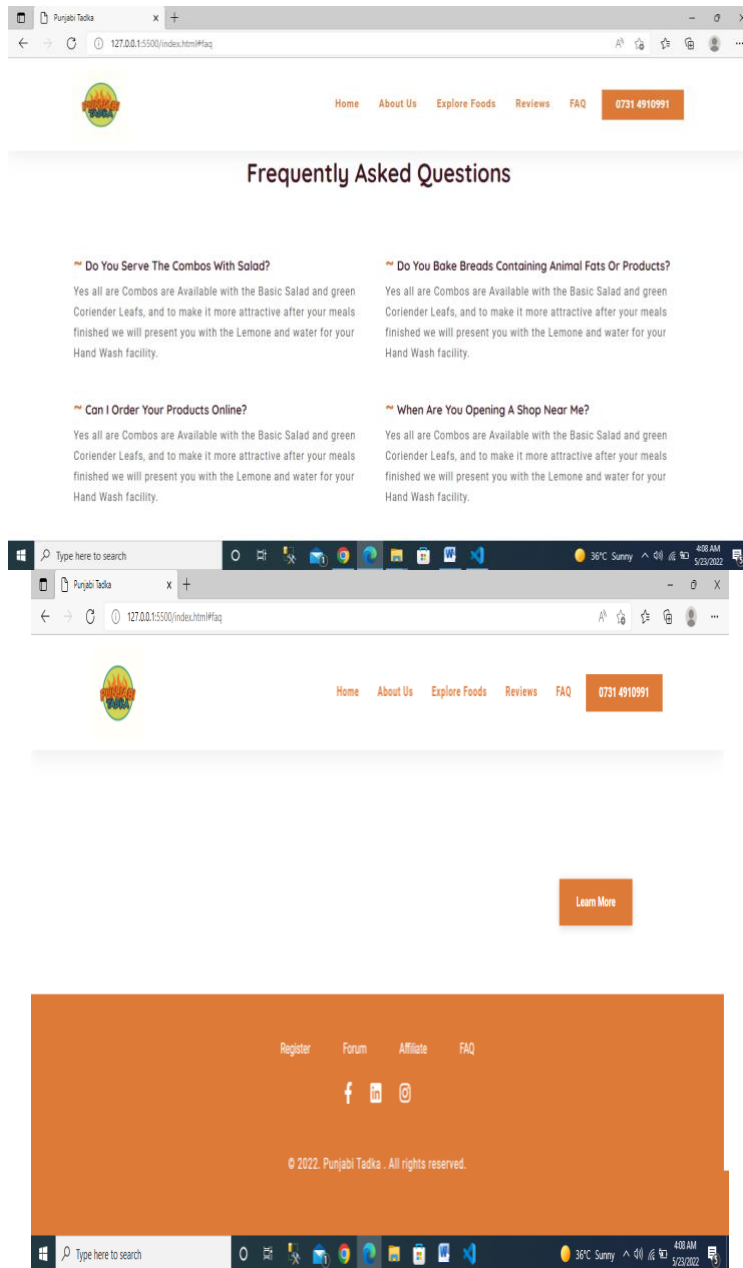 Punjabi Tadka
127.0.0.1:5500/index.html#faq
PUNJABI
TADKA
Home About Us Explore Foods Reviews FAQ 0731 4910991
Frequently Asked Questions
~ Do You Serve The Combos With Salad?
Yes all are Combos are Available with the Basic Salad and green
Coriender Leafs, and to make it more attractive after your meals
finished we will present you with the Lemone and water for your
Hand Wash facility.
~ Do You Bake Breads Containing Animal Fats Or Products?
Yes all are Combos are Available with the Basic Salad and green
Coriender Leafs, and to make it more attractive after your meals
finished we will present you with the Lemone and water for your
Hand Wash facility.
~ Can I Order Your Products Online?
Yes all are Combos are Available with the Basic Salad and green
Coriender Leafs, and to make it more attractive after your meals
finished we will present you with the Lemone and water for your
Hand Wash facility.
~ When Are You Opening A Shop Near Me?
Yes all are Combos are Available with the Basic Salad and green
Coriender Leafs, and to make it more attractive after your meals
finished we will present you with the Lemone and water for your
Hand Wash facility.
Type here to search
36°C Sunny
4:08 AM
5/23/2022
Punjabi Tadka
127.0.0.1:5500/index.html#faq
PUNJABI
TADKA
Home About Us Explore Foods Reviews FAQ 0731 4910991
Learn More
Register Forum Affiliate FAQ
© 2022. Punjabi Tadka . All rights reserved.
Type here to search
36°C Sunny
4:08 AM
5/23/2022